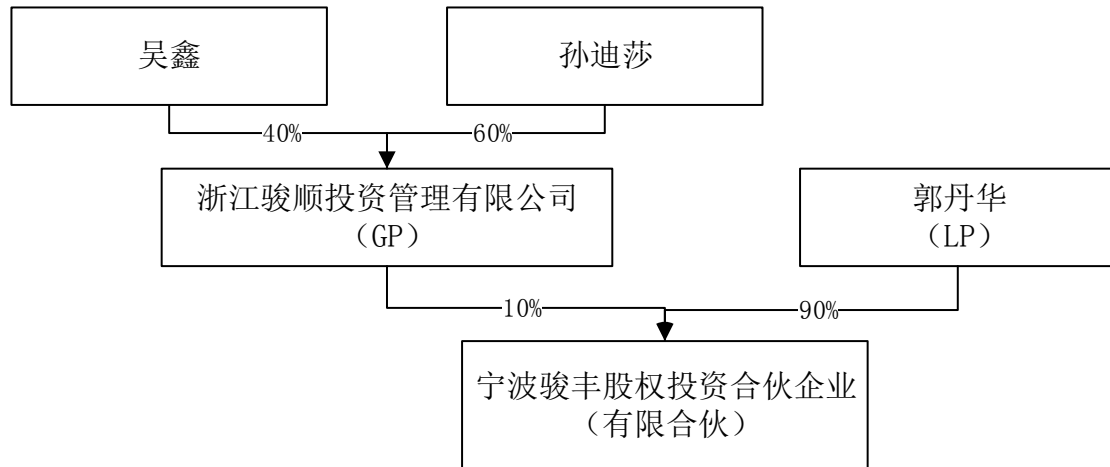 吴鑫
孙迪莎
40%
60%
浙江骏顺投资管理有限公司
（GP）
郭丹华
（LP）
10%
90%
宁波骏丰股权投资合伙企业
（有限合伙）